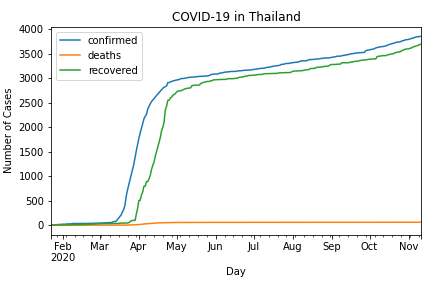 COVID-19 in Thailand
confirmed
deaths
recovered
Number of Cases
4000
3500
3000
2500
2000
1500
1000
500
0
Feb Mar Apr May Jun Jul Aug Sep Oct Nov
2020
Day